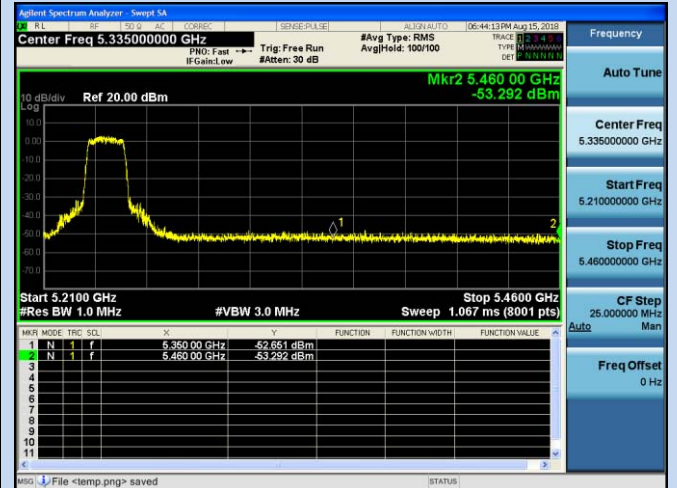 Agilent Spectrum Analyzer - Swept SA
RL RF 50 Ω AC CORREC SENSE:PULSE ALIGN AUTO 06:44:13 PM Aug 15, 2018
Center Freq 5.335000000 GHz
PNO: Fast
IFGain:Low
Trig: Free Run
#Atten: 30 dB
#Avg Type: RMS
Avg|Hold: 100/100
TRACE 1 2 3 4 5 6
TYPE M
DET P N N N N N
Mkr2 5.460 00 GHz
-53.292 dBm
10 dB/div Ref 20.00 dBm
Log
10.0
0.00
-10.0
-20.0
-30.0
-40.0
-50.0
-60.0
-70.0
1
2
Start 5.2100 GHz Stop 5.4600 GHz
#Res BW 1.0 MHz #VBW 3.0 MHz Sweep 1.067 ms (8001 pts)
MKR MODE TRC SCL X Y FUNCTION FUNCTION WIDTH FUNCTION VALUE
1 N 1 f 5.360 00 GHz -52.651 dBm
2 N 1 f 5.460 00 GHz -53.292 dBm
3
4
5
6
7
8
9
10
11
MSG File <temp.png> saved STATUS
Frequency
Auto Tune
Center Freq
5.335000000 GHz
Start Freq
5.210000000 GHz
Stop Freq
5.460000000 GHz
CF Step
25.000000 MHz
Auto Man
Freq Offset
0 Hz